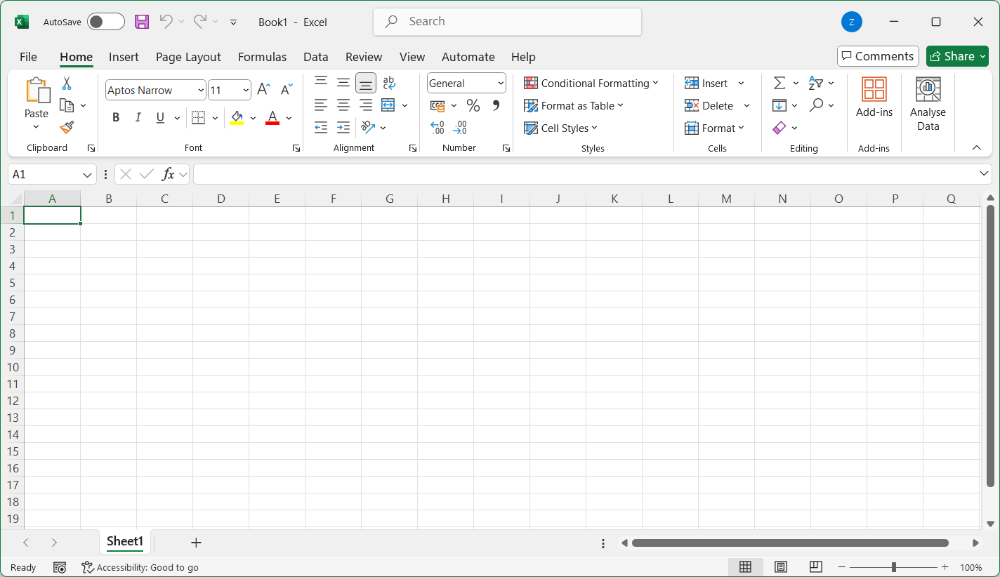 AutoSave Book1 - Excel Search Z
File Home Insert Page Layout Formulas Data Review View Automate Help Comments Share
Paste
Clipboard
Aptos Narrow 11
B I U A
Font
ab
Alignment
General
% 
.00 .00
Number
Conditional Formatting
Format as Table
Cell Styles
Styles
Insert
Delete
Format
Cells
Editing
Add-ins
Add-ins
Analyse
Data
A1 fx
A B C D E F G H I J K L M N O P Q
1
2
3
4
5
6
7
8
9
10
11
12
13
14
15
16
17
18
19
Sheet1
Ready Accessibility: Good to go 100%